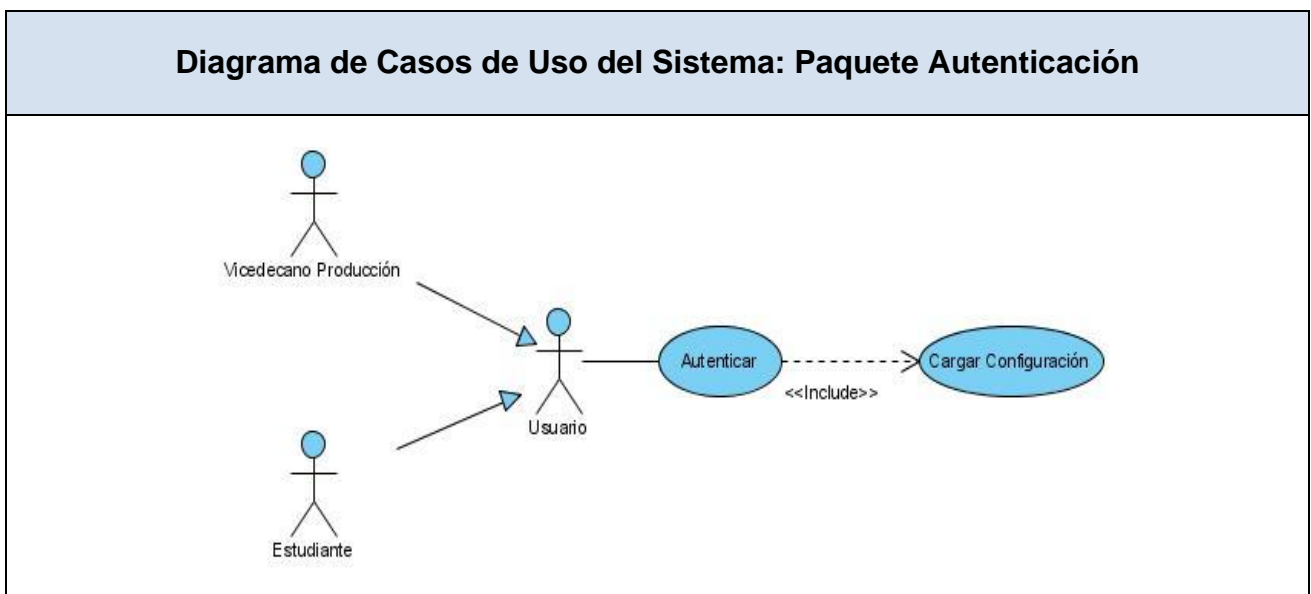 Diagrama de Casos de Uso del Sistema: Paquete Autenticación
Vicedecano Producción
Usuario
Autenticar
<<Include>>
Cargar Configuración
Estudiante